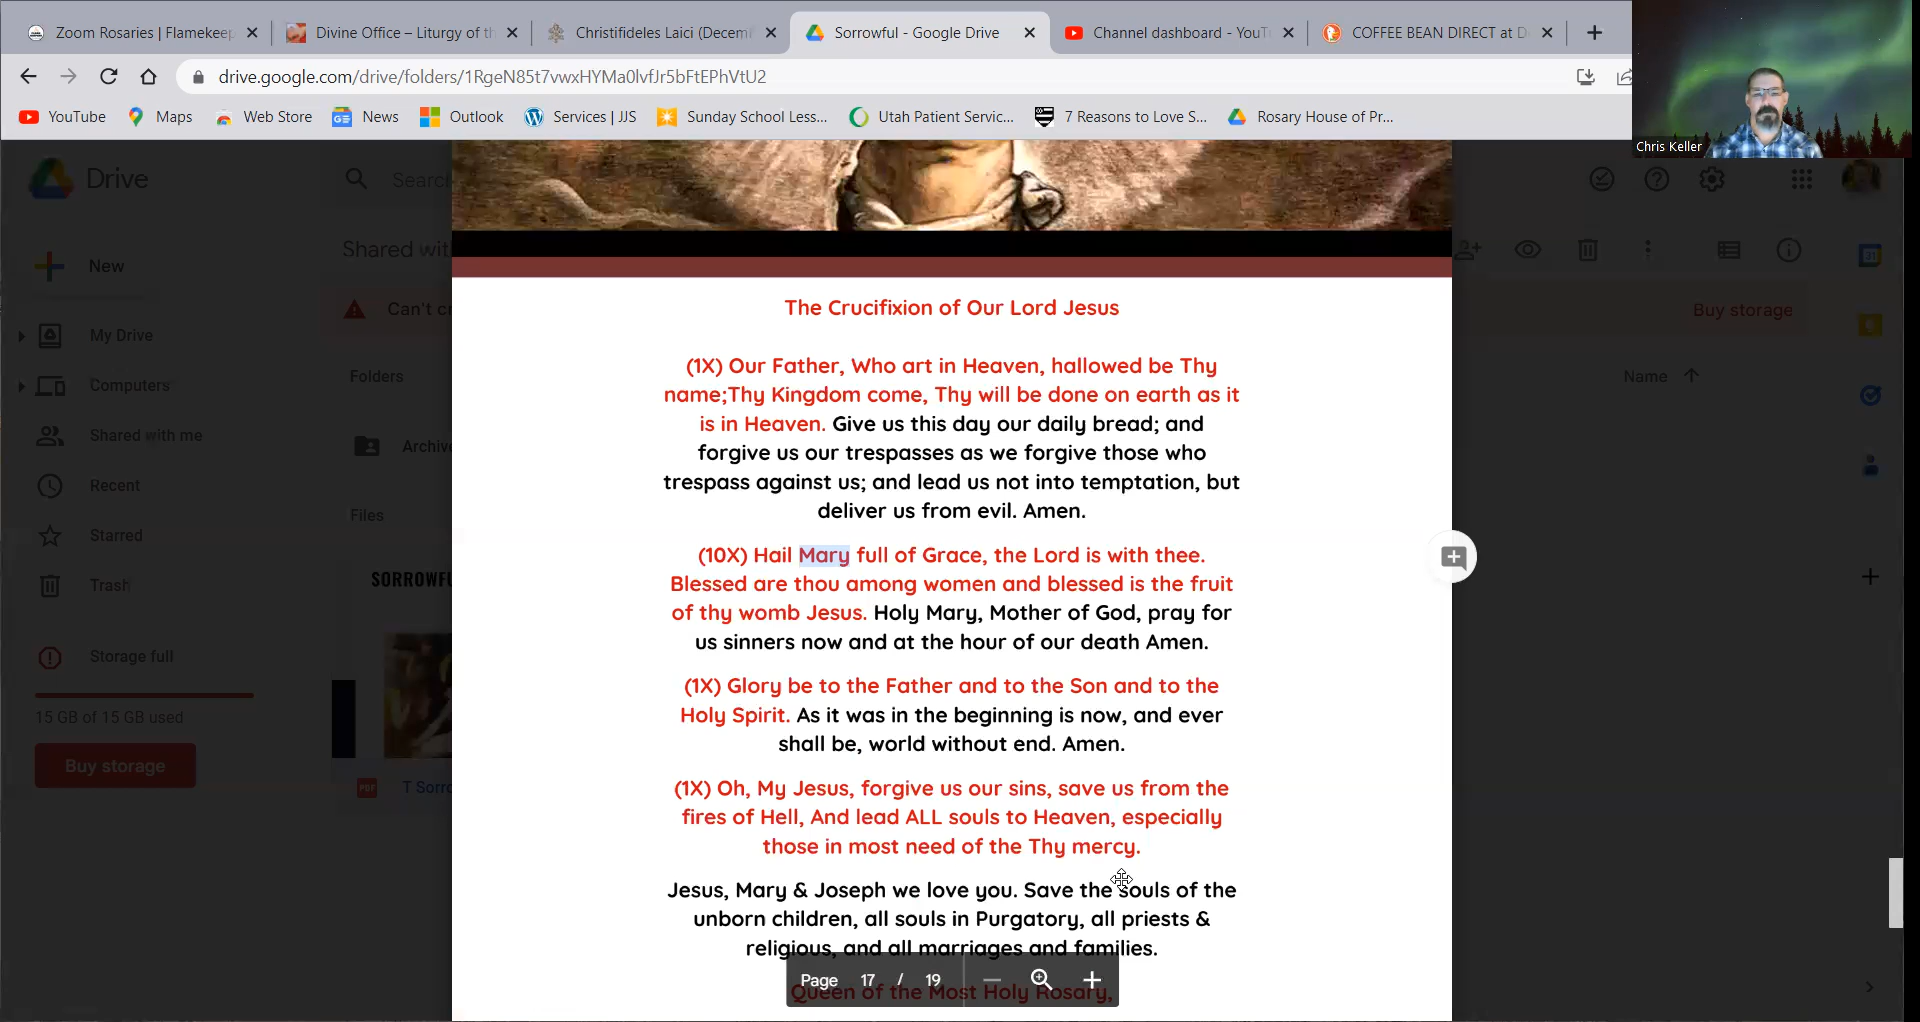 Zoom Rosaries | Flamekeep
Divine Office – Liturgy of th
Christifideles Laici (Decem
Sorrowful - Google Drive
Channel dashboard - YouT
COFFEE BEAN DIRECT at D
drive.google.com/drive/folders/1RgeN85t7vwxHYMa0lvfJr5bFtEPhVtU2
YouTube
Maps
Web Store
News
Outlook
Services | JJS
Sunday School Less...
Utah Patient Servic...
7 Reasons to Love S...
Rosary House of Pr...
Chris Keller
Drive
Searc
New
Shared wit
Can't c
Buy storage
My Drive
Computers
Shared with me
Recent
Starred
Trash
Storage full
15 GB of 15 GB used
Buy storage
Folders
Archiv
Files
SORROWFU
PDF
T Sorro
Name
The Crucifixion of Our Lord Jesus
(1X) Our Father, Who art in Heaven, hallowed be Thy
name;Thy Kingdom come, Thy will be done on earth as it
is in Heaven. Give us this day our daily bread; and
forgive us our trespasses as we forgive those who
trespass against us; and lead us not into temptation, but
deliver us from evil. Amen.
(10X) Hail Mary full of Grace, the Lord is with thee.
Blessed are thou among women and blessed is the fruit
of thy womb Jesus. Holy Mary, Mother of God, pray for
us sinners now and at the hour of our death Amen.
(1X) Glory be to the Father and to the Son and to the
Holy Spirit. As it was in the beginning is now, and ever
shall be, world without end. Amen.
(1X) Oh, My Jesus, forgive us our sins, save us from the
fires of Hell, And lead ALL souls to Heaven, especially
those in most need of the Thy mercy.
Jesus, Mary & Joseph we love you. Save the souls of the
unborn children, all souls in Purgatory, all priests &
religious, and all marriages and families.
Queen of the Most Holy Rosary,
Page 17 / 19